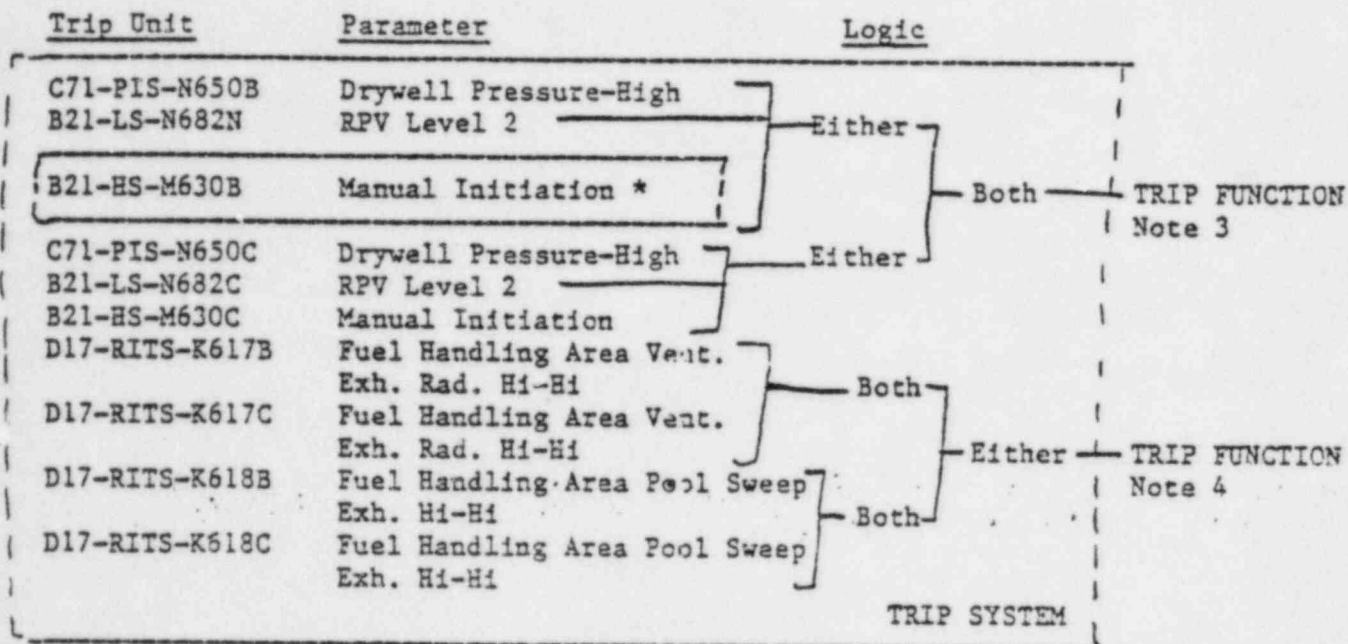 Trip Unit Parameter Logic
C71-PIS-N650B Drywell Pressure-High
B21-LS-N682N RPV Level 2 Either
B21-HS-M630B Manual Initiation * Both TRIP FUNCTION
Note 3
C71-PIS-N650C Drywell Pressure-High Either
B21-LS-N682C RPV Level 2
B21-HS-M630C Manual Initiation
D17-RITS-K617B Fuel Handling Area Vent.
Exh. Rad. Hi-Hi Both
D17-RITS-K617C Fuel Handling Area Vent.
Exh. Rad. Hi-Hi Either TRIP FUNCTION
D17-RITS-K618B Fuel Handling Area Pool Sweep Note 4
Exh. Hi-Hi Both
D17-RITS-K618C Fuel Handling Area Pool Sweep
Exh. Hi-Hi
TRIP SYSTEM